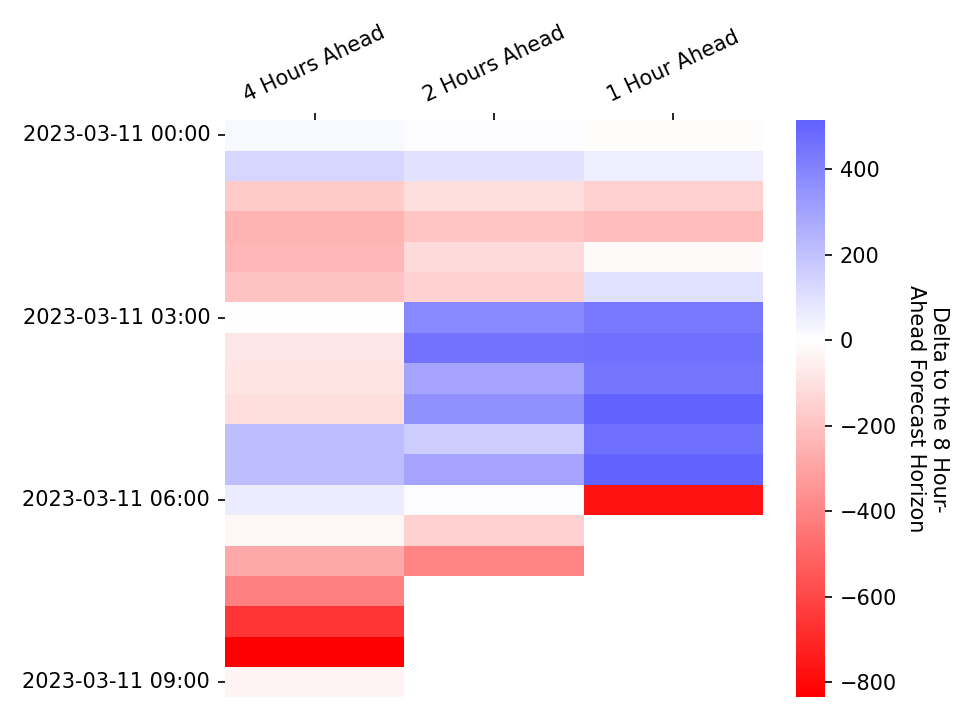 4 Hours Ahead
2 Hours Ahead
1 Hour Ahead
2023-03-11 00:00
2023-03-11 03:00
2023-03-11 06:00
2023-03-11 09:00
400
200
0
−200
−400
−600
−800
Delta to the 8 Hour-
Ahead Forecast Horizon